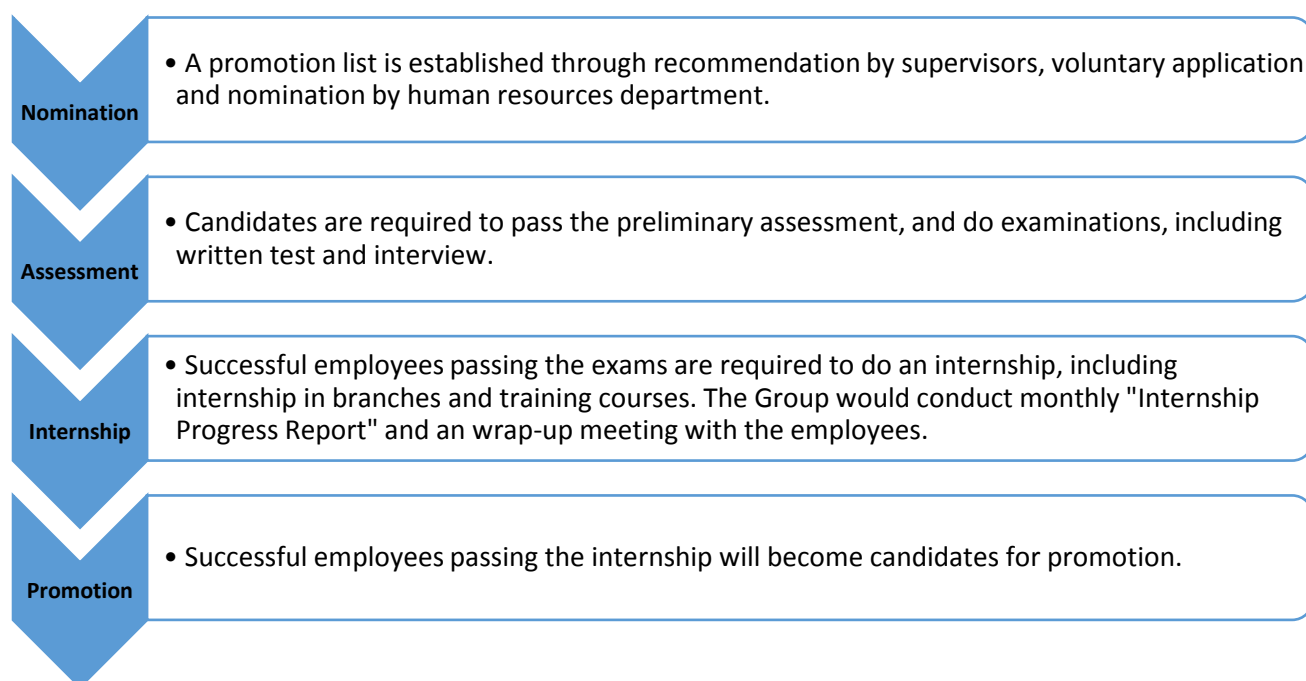 Nomination
• A promotion list is established through recommendation by supervisors, voluntary application
and nomination by human resources department.
Assessment
• Candidates are required to pass the preliminary assessment, and do examinations, including
written test and interview.
Internship
• Successful employees passing the exams are required to do an internship, including
internship in branches and training courses. The Group would conduct monthly "Internship
Progress Report" and an wrap-up meeting with the employees.
Promotion
• Successful employees passing the internship will become candidates for promotion.